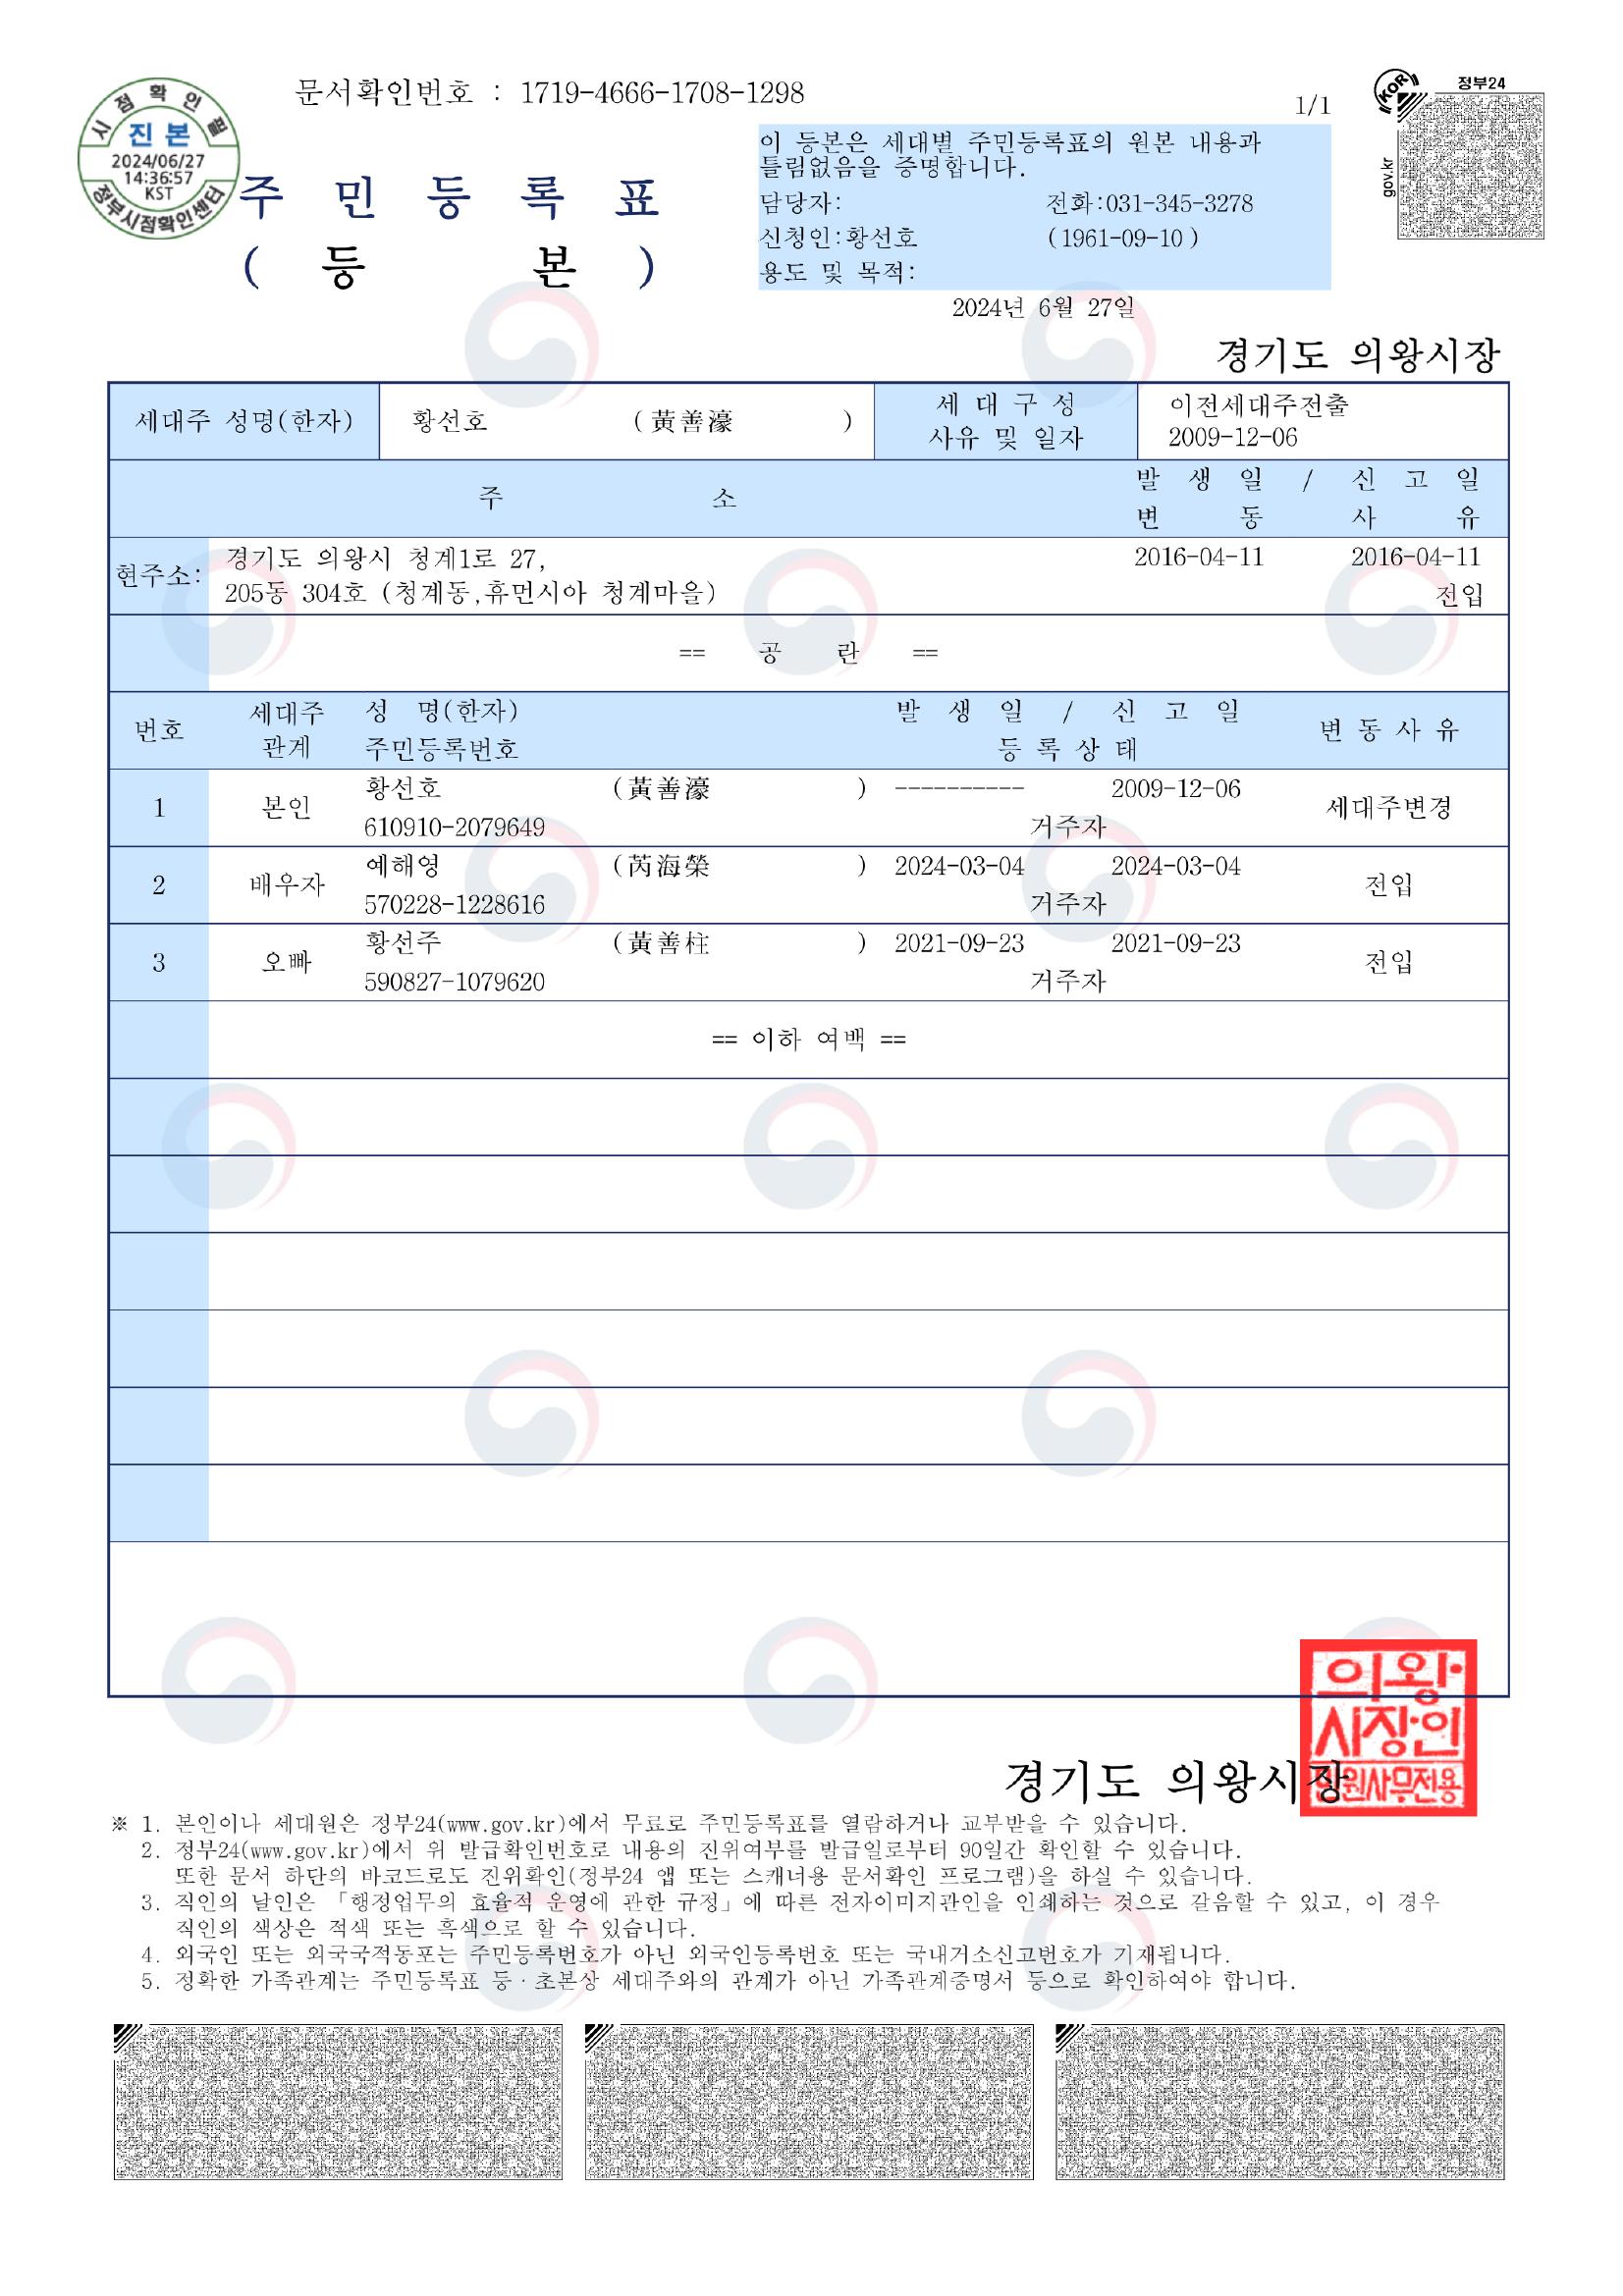 문서확인번호 : 1719-4666-1708-1298
1/1
정부24
KOR
gov.kr
시 점 확 인 필
진 본
2024/06/27
14:36:57
KST
정부시점확인센터
주 민 등 록 표
( 등 본 )
이 등본은 세대별 주민등록표의 원본 내용과
틀림없음을 증명합니다.
담당자: 전화:031-345-3278
신청인:황선호 (1961-09-10 )
용도 및 목적:
2024년 6월 27일
경기도 의왕시장
세대주 성명(한자) 황선호 (黃善濠 ) 세 대 구 성 사유 및 일자 이전세대주전출 2009-12-06
주 소 발 생 일 / 신 고 일
변 동 사 유
현주소: 경기도 의왕시 청계1로 27, 2016-04-11 2016-04-11
205동 304호 (청계동,휴먼시아 청계마을) 전입
== 공 란 ==
번호 세대주 관계 성 명(한자) 주민등록번호 발 생 일 / 신 고 일 등 록 상 태 변 동 사 유
1 본인 황선호 (黃善濠 ) ---------- 2009-12-06 세대주변경
610910-2079649 거주자
2 배우자 예해영 (芮海榮 ) 2024-03-04 2024-03-04 전입
570228-1228616 거주자
3 오빠 황선주 (黃善柱 ) 2021-09-23 2021-09-23 전입
590827-1079620 거주자
== 이하 여백 ==
경기도 의왕시장
의왕
시장인
민원사무전용
※ 1. 본인이나 세대원은 정부24(www.gov.kr)에서 무료로 주민등록표를 열람하거나 교부받을 수 있습니다.
2. 정부24(www.gov.kr)에서 위 발급확인번호로 내용의 진위여부를 발급일로부터 90일간 확인할 수 있습니다.
또한 문서 하단의 바코드로도 진위확인(정부24 앱 또는 스캐너용 문서확인 프로그램)을 하실 수 있습니다.
3. 직인의 날인은 「행정업무의 효율적 운영에 관한 규정」에 따른 전자이미지관인을 인쇄하는 것으로 갈음할 수 있고, 이 경우
직인의 색상은 적색 또는 흑색으로 할 수 있습니다.
4. 외국인 또는 외국국적동포는 주민등록번호가 아닌 외국인등록번호 또는 국내거소신고번호가 기재됩니다.
5. 정확한 가족관계는 주민등록표 등·초본상 세대주와의 관계가 아닌 가족관계증명서 등으로 확인하여야 합니다.